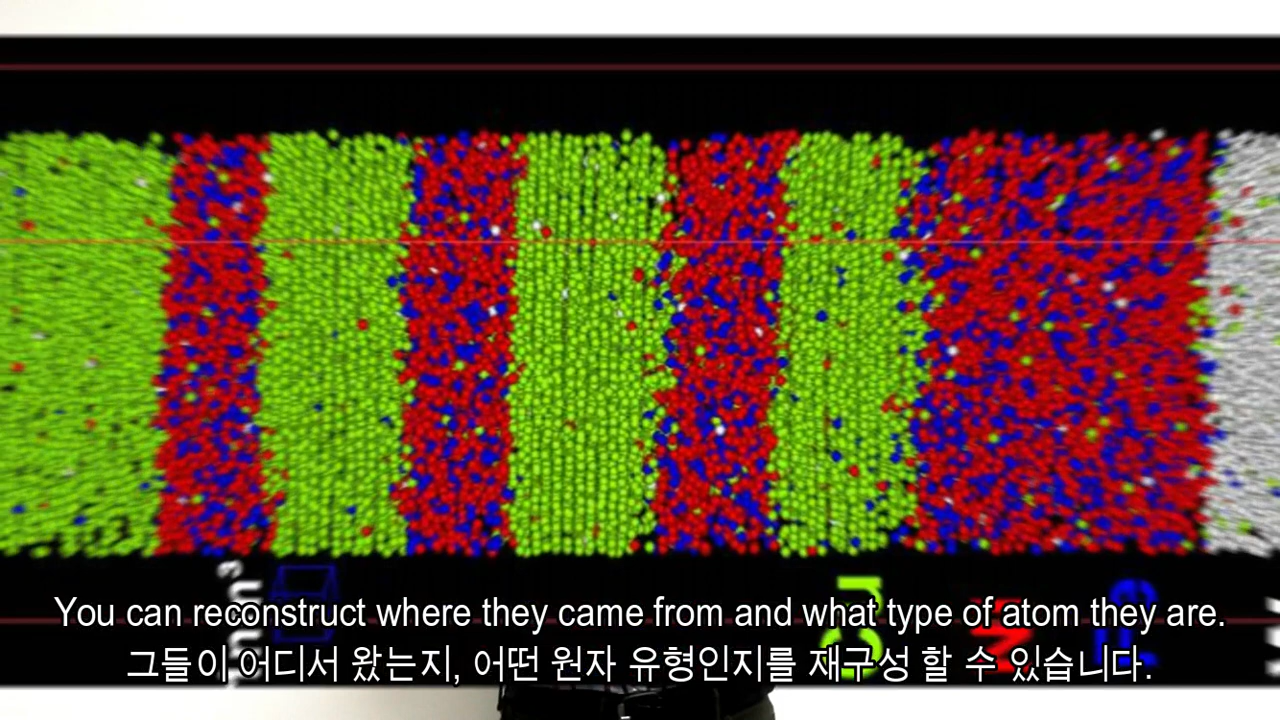 You can reconstruct where they came from and what type of atom they are.
그들이 어디서 왔는지, 어떤 원자 유형인지를 재구성 할 수 있습니다.